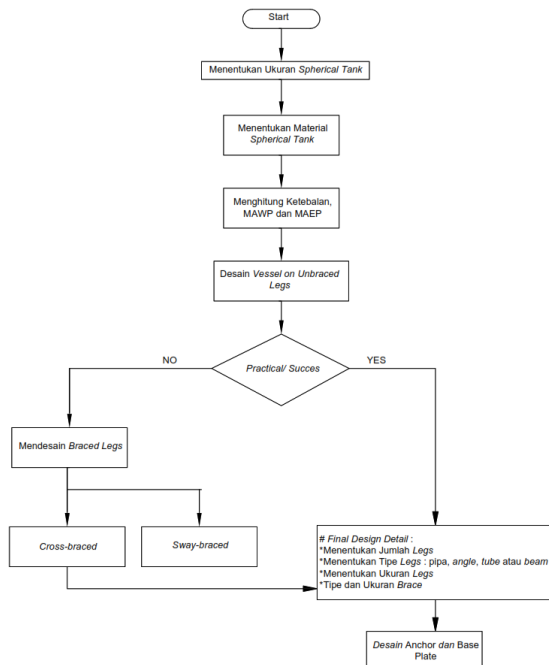 Start
Menentukan Ukuran Spherical Tank
Menentukan Material
Spherical Tank
Menghitung Ketebalan,
MAWP dan MAEP
Desain Vessel on Unbraced
Legs
NO
Practical/ Succes
YES
Mendesain Braced Legs
Cross-braced
Sway-braced
# Final Design Detail :
*Menentukan Jumlah Legs
*Menentukan Tipe Legs : pipa, angle, tube atau beam
*Menentukan Ukuran Legs
*Tipe dan Ukuran Brace
Desain Anchor dan Base
Plate